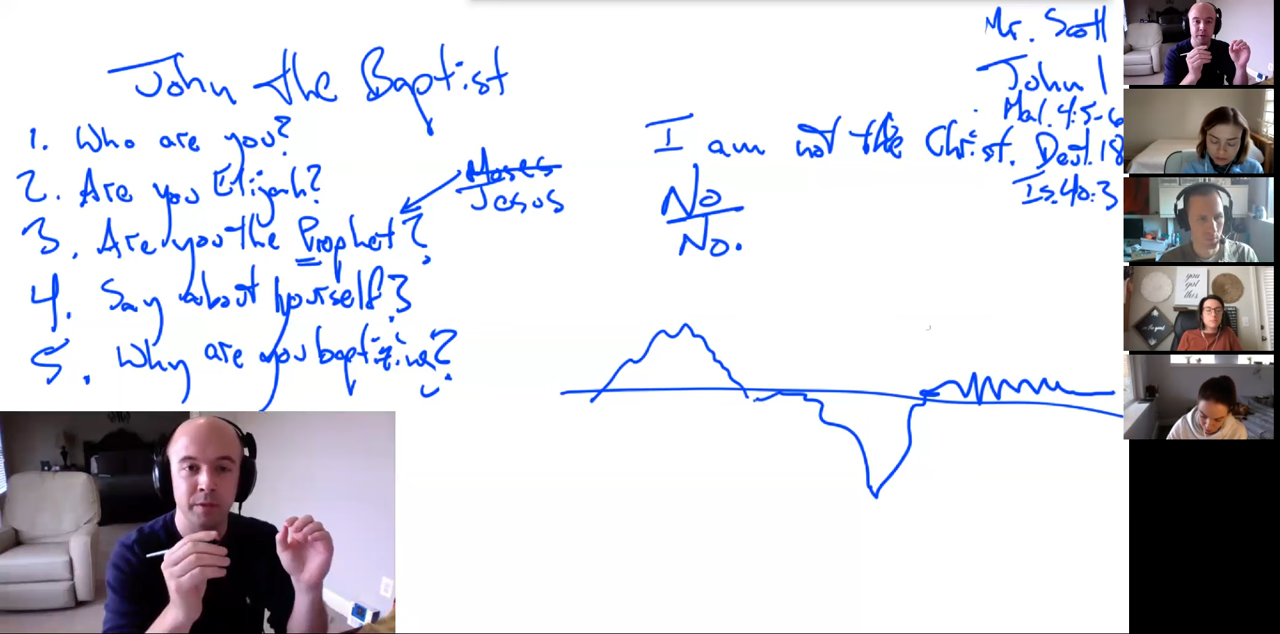 John the Baptist
1. Who are you?
2. Are you Elijah?
3. Are you the Prophet?
4. Say about yourself?
5. Why are you baptizing?
Moses
Jesus
I am not the Christ.
No
No.
Mr. Scott
John 1
Mal. 4:5-6
Deut. 18
Is. 40:3
you
got
this